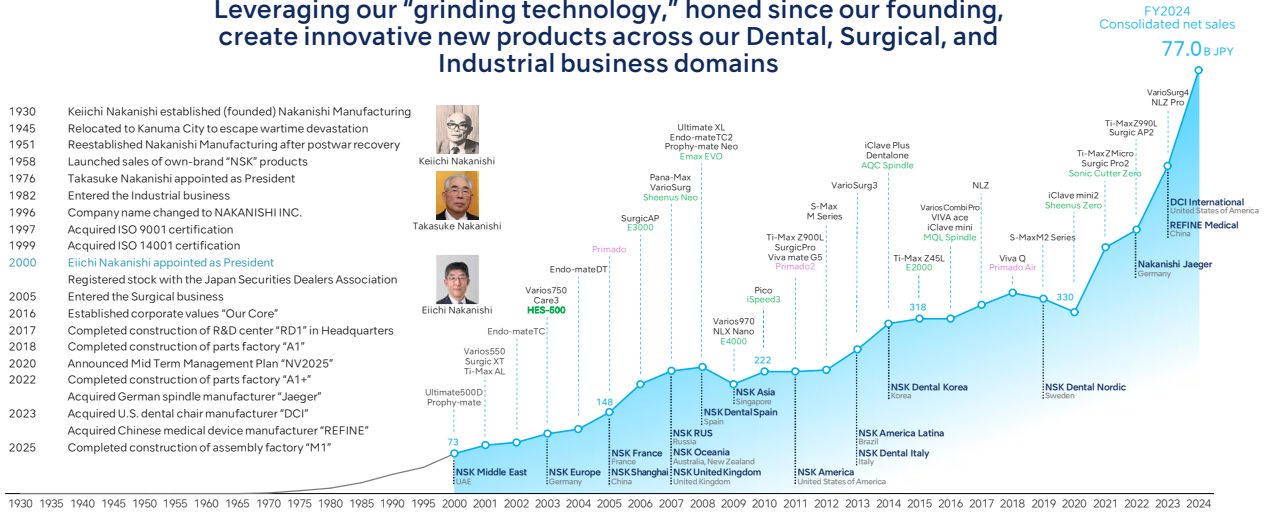 Leveraging our “grinding technology,” honed since our founding,
create innovative new products across our Dental, Surgical, and
Industrial business domains
FY2024
Consolidated net sales
77.0 B JPY
1930 Keiichi Nakanishi established (founded) Nakanishi Manufacturing
1945 Relocated to Kanuma City to escape wartime devastation
1951 Reestablished Nakanishi Manufacturing after postwar recovery
1958 Launched sales of own-brand “NSK” products
1976 Takasuke Nakanishi appointed as President
1982 Entered the Industrial business
1996 Company name changed to NAKANISHI INC.
1997 Acquired ISO 9001 certification
1999 Acquired ISO 14001 certification
2000 Eiichi Nakanishi appointed as President
Registered stock with the Japan Securities Dealers Association
2005 Entered the Surgical business
2016 Established corporate values “Our Core”
2017 Completed construction of R&D center “RD1” in Headquarters
2018 Completed construction of parts factory “A1”
2020 Announced Mid Term Management Plan “NV2025”
2022 Completed construction of parts factory “A1+”
Acquired German spindle manufacturer “Jaeger”
2023 Acquired U.S. dental chair manufacturer “DCI”
Acquired Chinese medical device manufacturer “REFINE”
2025 Completed construction of assembly factory “M1”
Keiichi Nakanishi
Takasuke Nakanishi
Eiichi Nakanishi
Ultimate500D
Prophy-mate
73
NSK Middle East
UAE
Varios550
Surgic XT
Ti-Max AL
Endo-mateTC
Varios750
Care3
HES-500
NSK Europe
Germany
Endo-mateDT
Primado
148
NSK France
France
NSK Shanghai
China
SurgicAP
E3000
Pana-Max
VarioSurg
Sheenus Neo
NSK RUS
Russia
NSK Oceania
Australia, New Zealand
NSK United Kingdom
United Kingdom
Ultimate XL
Endo-mateTC2
Prophy-mate Neo
Emax EVO
NSK Dental Spain
Spain
Varios970
NLX Nano
E4000
NSK Asia
Singapore
Pico
iSpeed3
222
Ti-Max Z900L
SurgicPro
Viva mate G5
Primado2
NSK America
United States of America
S-Max
M Series
VarioSurg3
NSK America Latina
Brazil
NSK Dental Italy
Italy
iClave Plus
Dentalone
AQC Spindle
NSK Dental Korea
Korea
Ti-Max Z45L
E2000
318
VariosCombiPro
VIVA ace
iClave mini
MQL Spindle
NLZ
Viva Q
Primado Air
S-MaxM2 Series
NSK Dental Nordic
Sweden
iClave mini2
Sheenus Zero
330
Ti-MaxZMicro
Surgic Pro2
Sonic Cutter Zero
Ti-MaxZ990L
Surgic AP2
Nakanishi Jaeger
Germany
VarioSurg4
NLZ Pro
DCI International
United States of America
REFINE Medical
China
1930 1935 1940 1945 1950 1955 1960 1965 1970 1975 1980 1985 1990 1995 2000 2001 2002 2003 2004 2005 2006 2007 2008 2009 2010 2011 2012 2013 2014 2015 2016 2017 2018 2019 2020 2021 2022 2023 2024